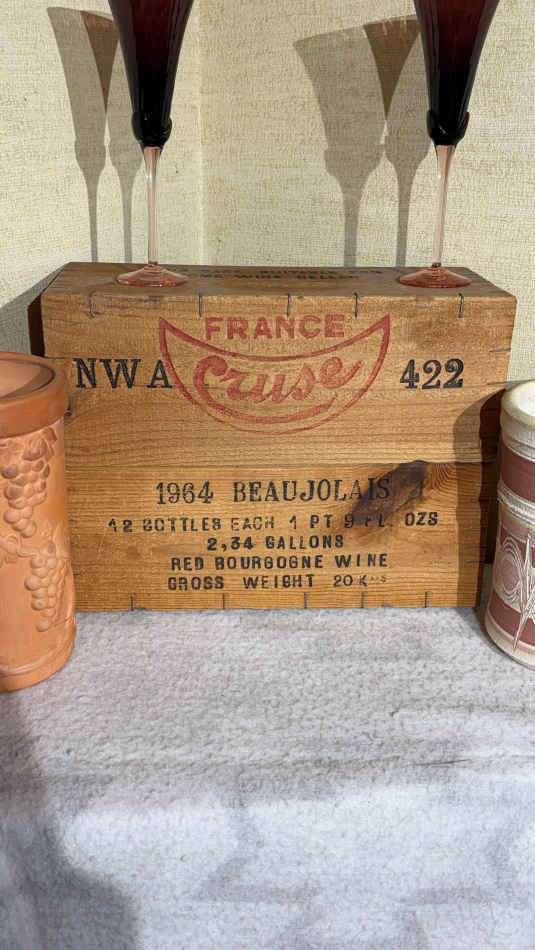 FRANCE
Cruse
NWA 422
1964 BEAUJOLAIS
12 BOTTLES EACH 1 PT 9 FL. OZS
2,34 GALLONS
RED BOURGOGNE WINE
GROSS WEIGHT 20 KGS